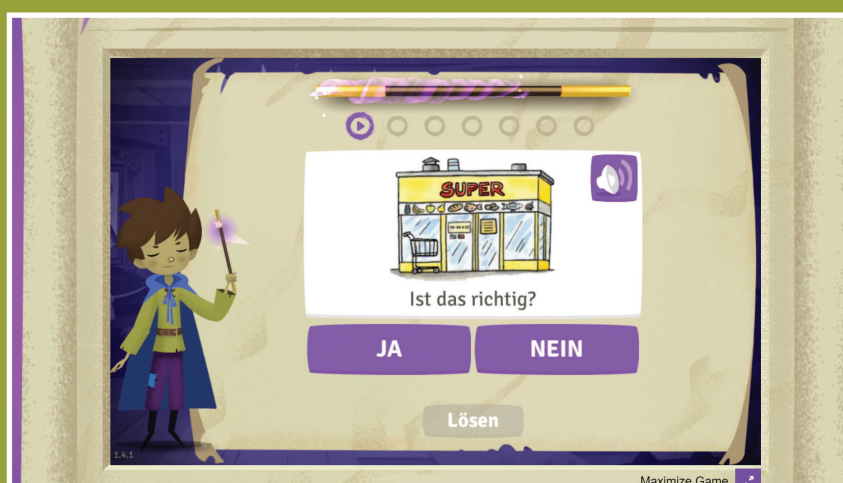 SUPER
Ist das richtig?
JA NEIN
Lösen
1.4.1
Maximize Game